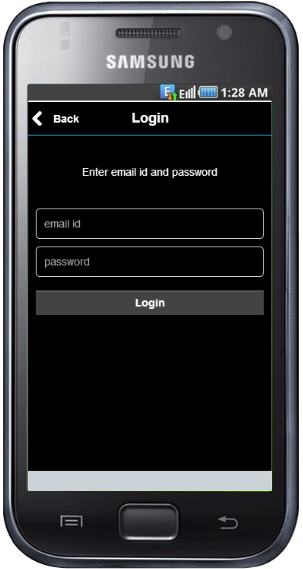 SAMSUNG
E 1:28 AM
Back Login
Enter email id and password
email id
password
Login